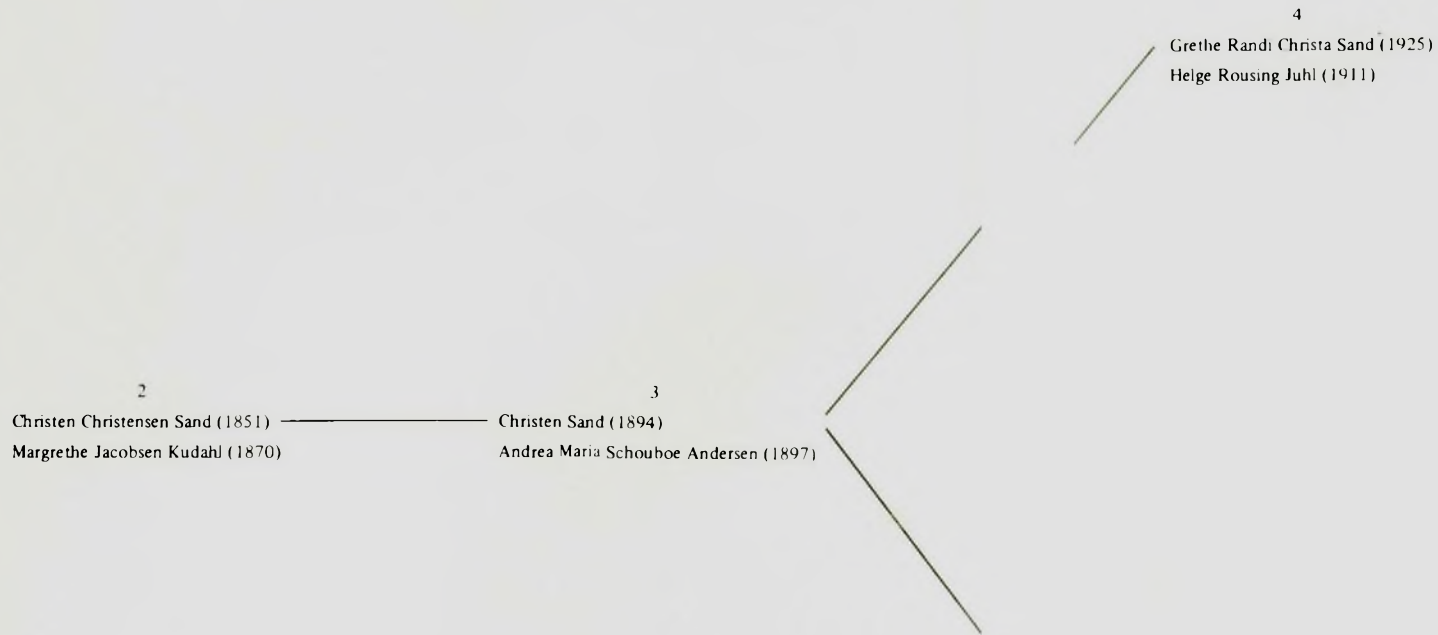 4
Grethe Randi Christa Sand (1925)
Helge Rousing Juhl (1911)
2
Christen Christensen Sand (1851)
Margrethe Jacobsen Kudahl (1870)
3
Christen Sand (1894)
Andrea Maria Schouboe Andersen (1897)